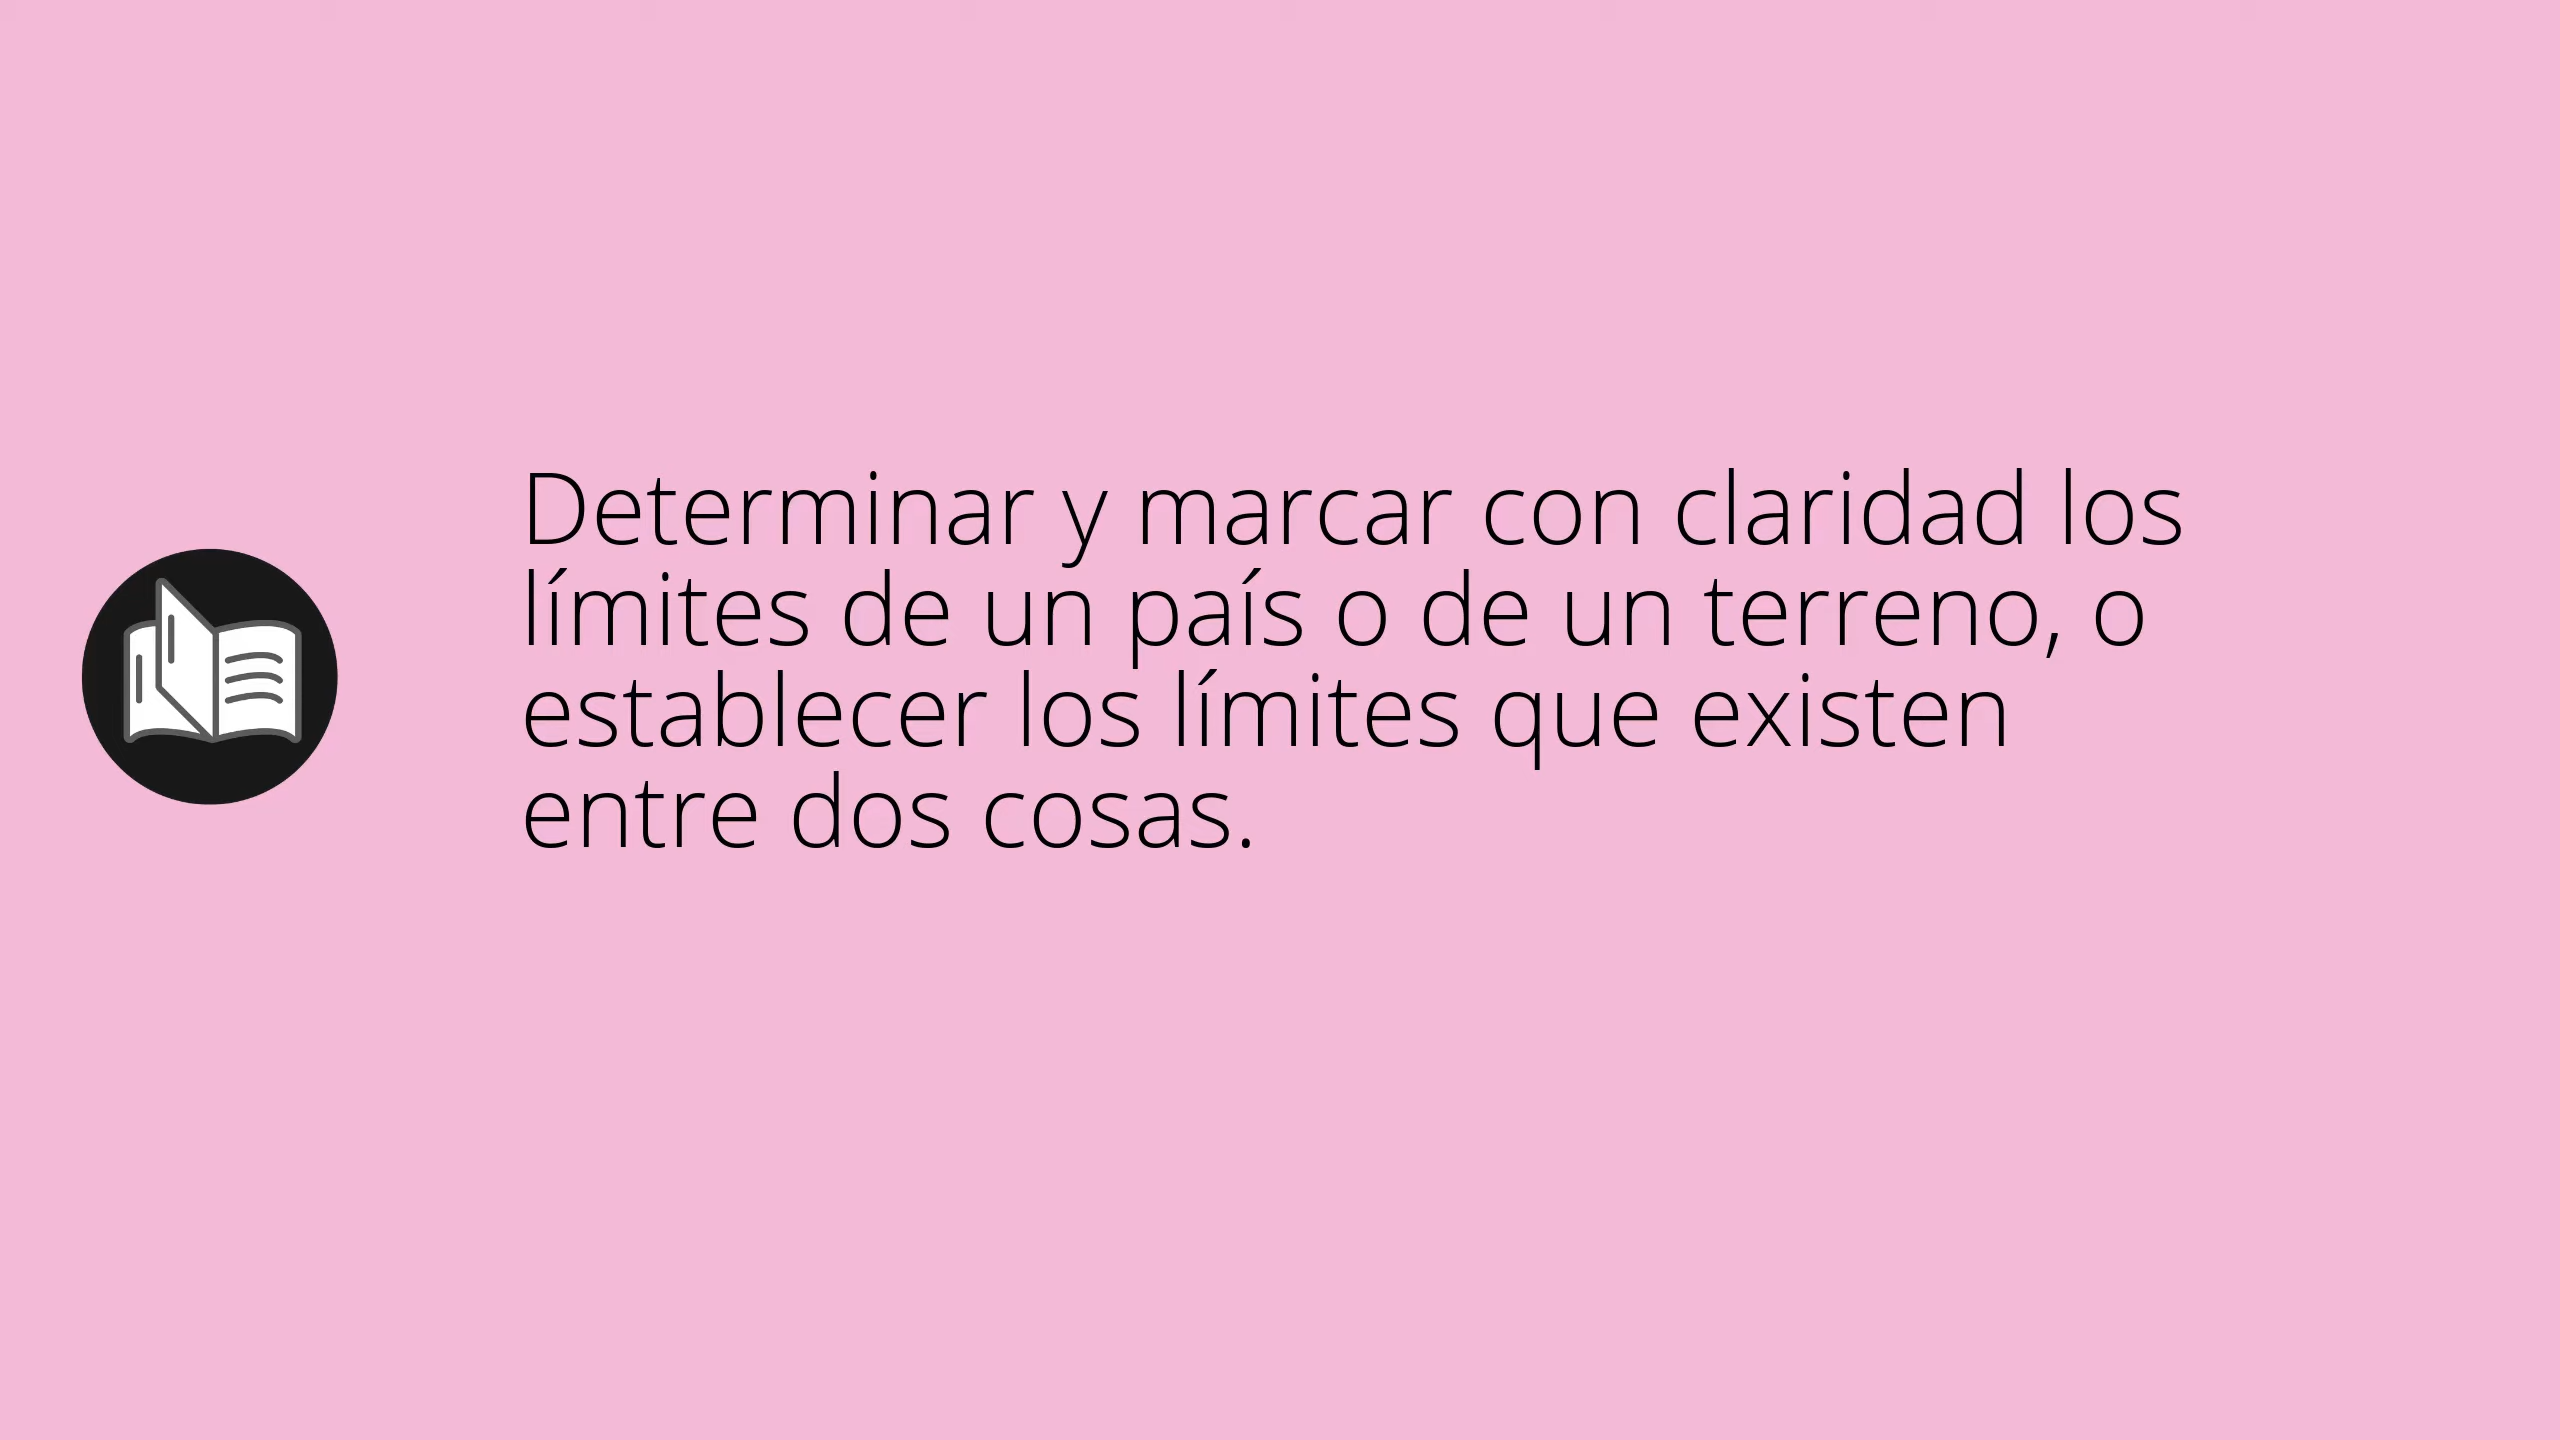 Determinar y marcar con claridad los
límites de un país o de un terreno, o
establecer los límites que existen
entre dos cosas.